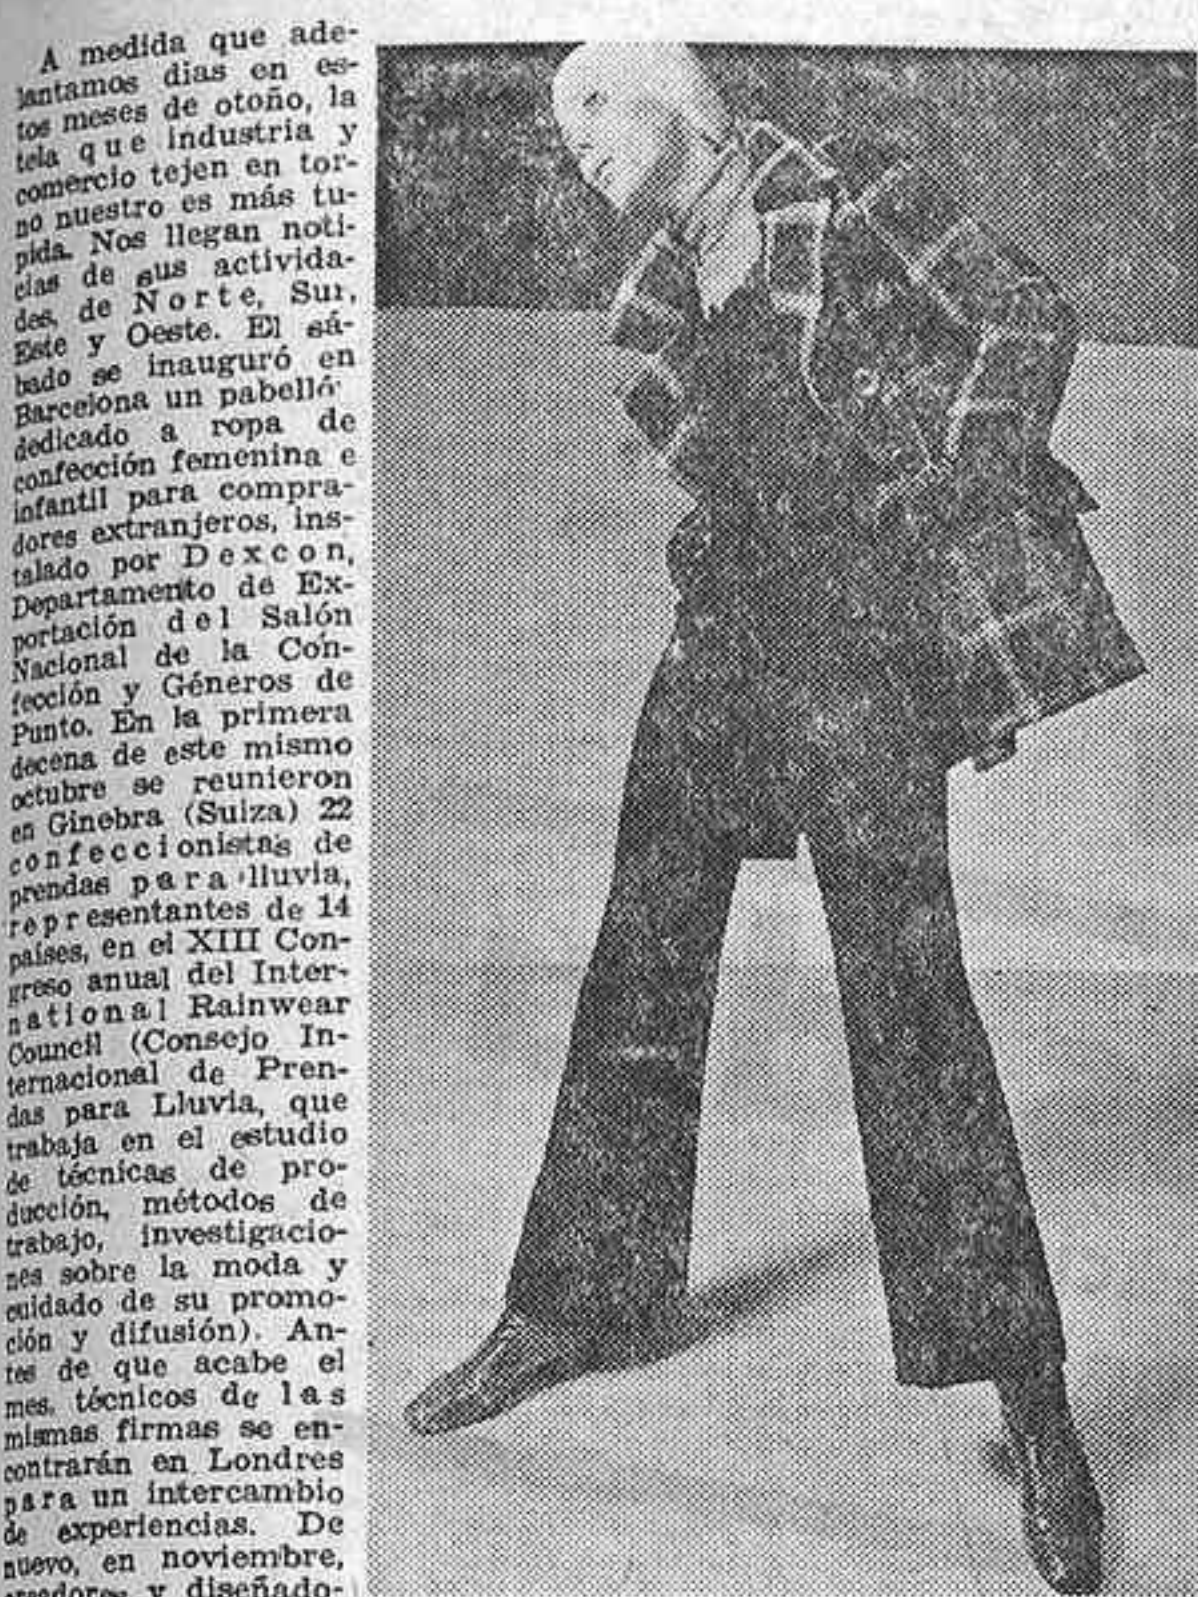 A medida que ade-
lantamos dias en es-
tos meses de otoño, la
tela que industria y
comercio tejen en tor-
no nuestro es más tu-
pida. Nos llegan noti-
cias de sus activida-
des, de Norte, Sur,
Este y Oeste. El sá-
bado se inauguró en
Barcelona un pabelló
dedicado a ropa de
confección femenina e
infantil para compra-
dores extranjeros, ins-
talado por Dexcon,
Departamento de Ex-
portación del Salón
Nacional de la Con-
fección y Géneros de
Punto. En la primera
decena de este mismo
octubre se reunieron
en Ginebra (Suiza) 22
confeccionistas de
prendas para lluvia,
representantes de 14
países, en el XIII Con-
greso anual del Inter-
national Rainwear
Council (Consejo In-
ternacional de Pren-
das para Lluvia, que
trabaja en el estudio
de técnicas de pro-
ducción, métodos de
trabajo, investigacio-
nes sobre la moda y
cuidado de su promo-
ción y difusión). An-
tes de que acabe el
mes, técnicos de las
mismas firmas se en-
contrarán en Londres
para un intercambio
de experiencias. De
nuevo, en noviembre,
y diseñado-